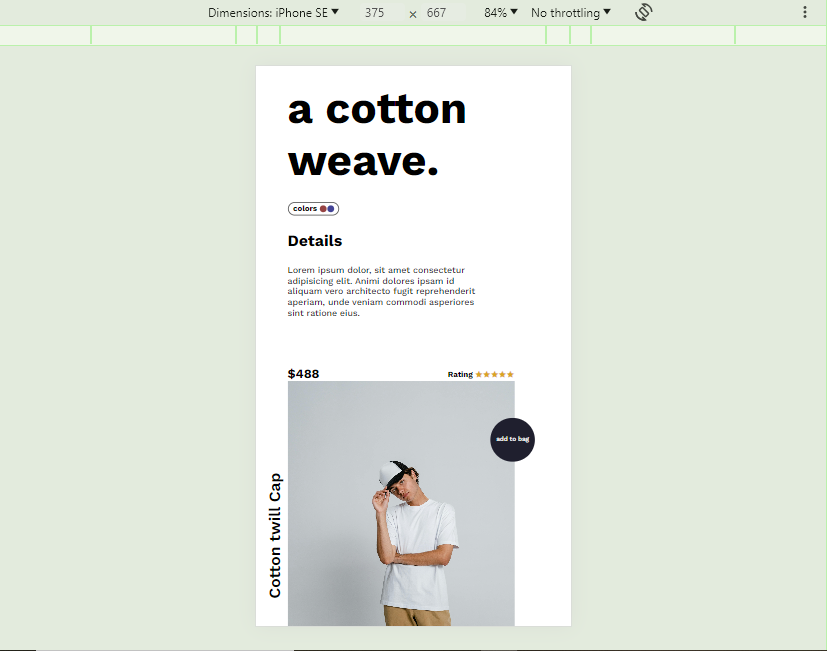 Dimensions: iPhone SE 375 × 667 84% No throttling
a cotton
weave.
colors
Details
Lorem ipsum dolor, sit amet consectetur
adipisicing elit. Animi dolores ipsam id
aliquam vero architecto fugit reprehenderit
aperiam, unde veniam commodi asperiores
sint ratione eius.
$488 Rating
add to bag
Cotton twill Cap